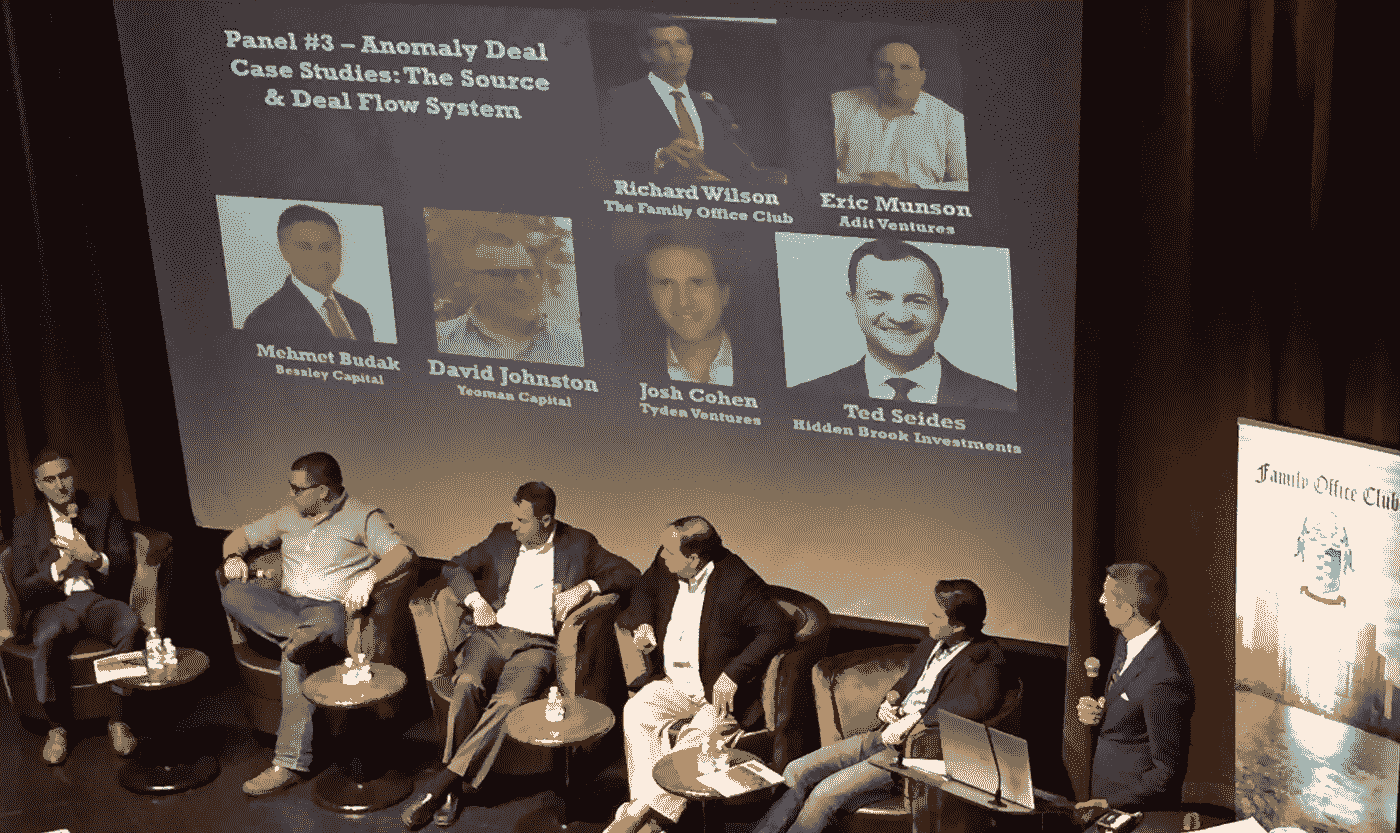 Panel #3 – Anomaly Deal
Case Studies: The Source
& Deal Flow System
Richard Wilson
The Family Office Club
Eric Munson
Adit Ventures
Mehmet Budak
Bessley Capital
David Johnston
Yeoman Capital
Josh Cohen
Tyden Ventures
Ted Seides
Hidden Brook Investments
Family Office Club